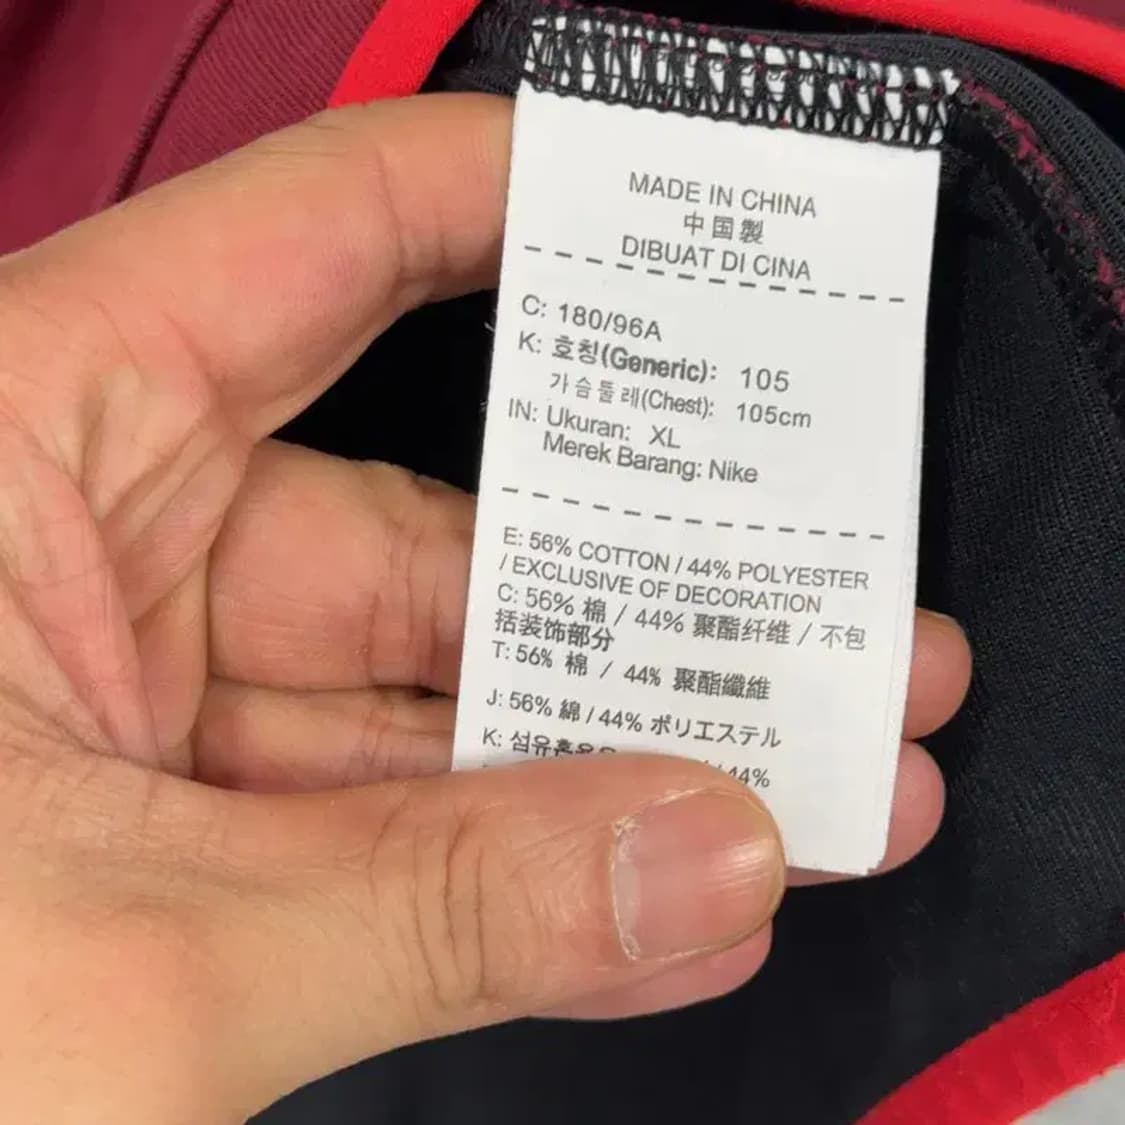 MADE IN CHINA
中国製
DIBUAT DI CINA
C: 180/96A
K: 호칭(Generic): 105
가슴둘레(Chest): 105cm
IN: Ukuran: XL
Merek Barang: Nike
E: 56% COTTON / 44% POLYESTER
/ EXCLUSIVE OF DECORATION
C: 56% 棉 / 44% 聚酯纤维 / 不包
括装饰部分
T: 56% 棉 / 44% 聚酯纖維
J: 56% 綿 / 44% ポリエステル
K: 섬유
44%